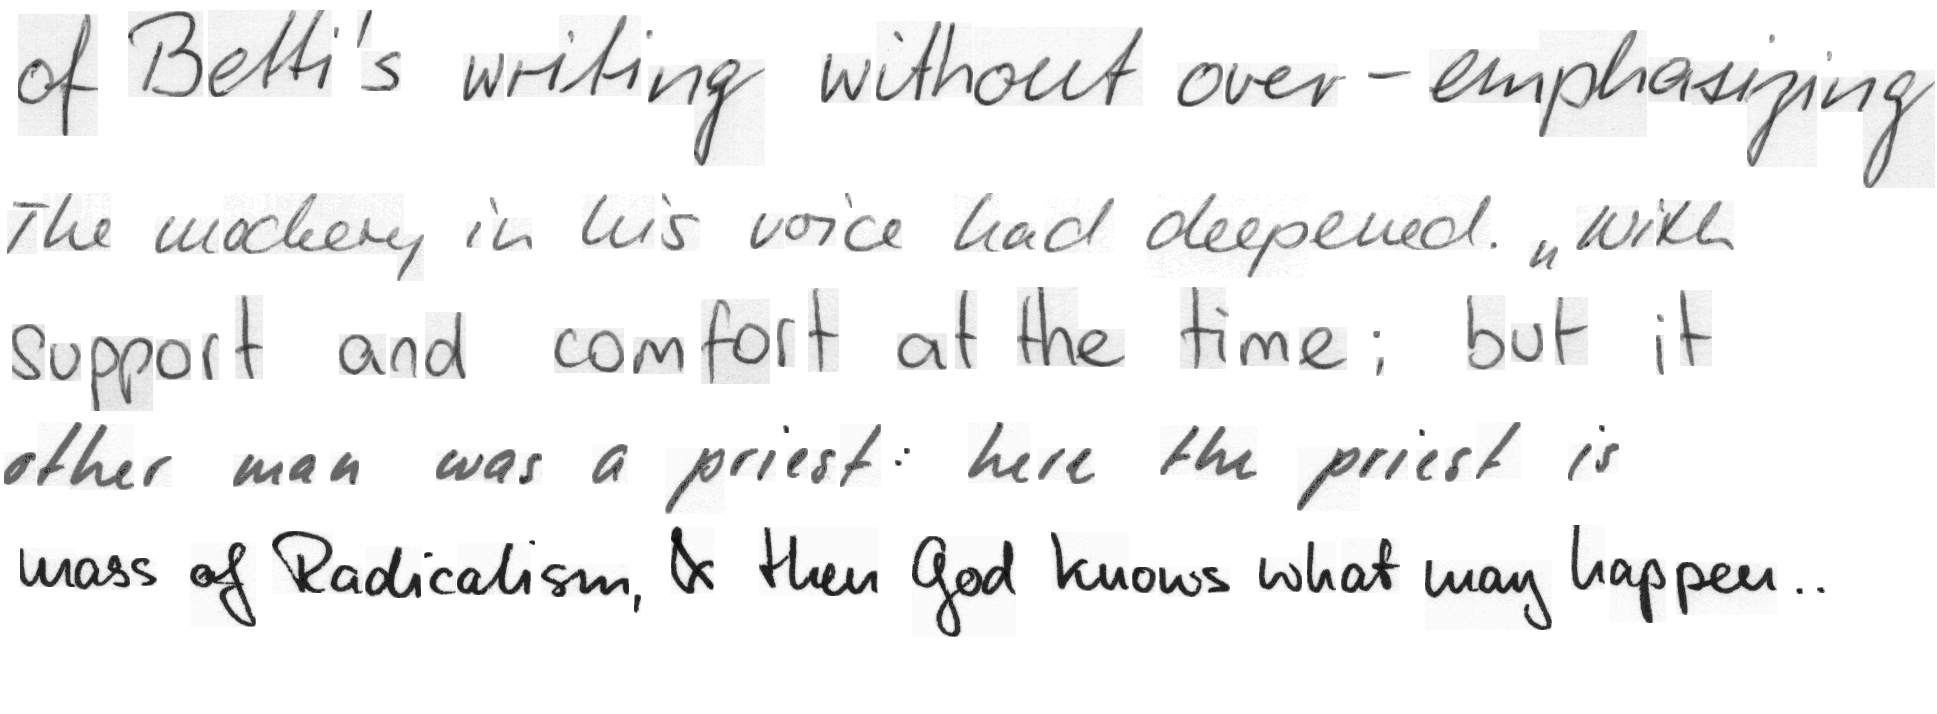 of Betti's writing without over-emphasizing
The mockery in his voice had deepened. „With
support and comfort at the time; but it
other man was a priest: here the priest is
mass of Radicalism, & then God knows what may happen..